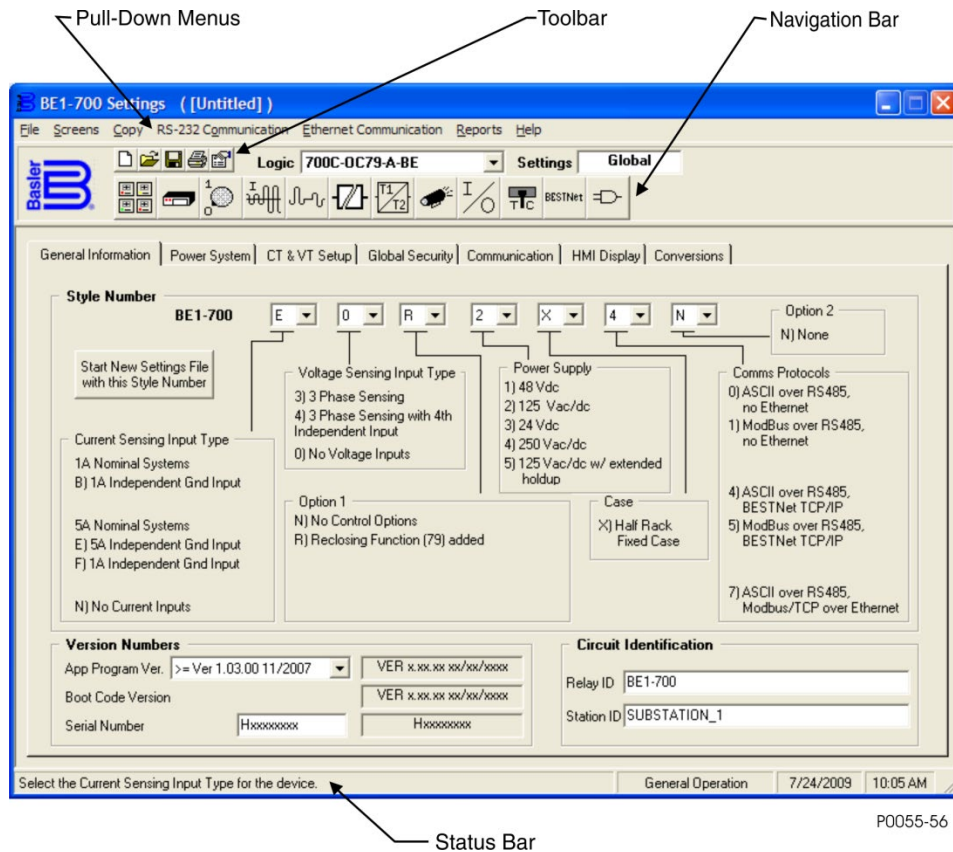 Pull-Down Menus
Toolbar
Navigation Bar
BE1-700 Settings ( [Untitled] )
File Screens Copy RS-232 Communication Ethernet Communication Reports Help
Basler
Logic 700C-OC79-A-BE Settings Global
1 0 I T1 T2 I O T C BESTNet
General Information Power System CT & VT Setup Global Security Communication HMI Display Conversions
Style Number
BE1-700 E 0 R 2 X 4 N
Option 2
N) None
Start New Settings File
with this Style Number
Voltage Sensing Input Type
3) 3 Phase Sensing
4) 3 Phase Sensing with 4th
Independent Input
0) No Voltage Inputs
Power Supply
1) 48 Vdc
2) 125 Vac/dc
3) 24 Vdc
4) 250 Vac/dc
5) 125 Vac/dc w/ extended
holdup
Comms Protocols
0) ASCII over RS485,
no Ethernet
1) ModBus over RS485,
no Ethernet
4) ASCII over RS485,
BESTNet TCP/IP
5) ModBus over RS485,
BESTNet TCP/IP
7) ASCII over RS485,
Modbus/TCP over Ethernet
Current Sensing Input Type
1A Nominal Systems
B) 1A Independent Gnd Input
5A Nominal Systems
E) 5A Independent Gnd Input
F) 1A Independent Gnd Input
N) No Current Inputs
Option 1
N) No Control Options
R) Reclosing Function (79) added
Case
X) Half Rack
Fixed Case
Version Numbers
App Program Ver. >= Ver 1.03.00 11/2007 VER x.xx.xx xx/xx/xxxx
Boot Code Version VER x.xx.xx xx/xx/xxxx
Serial Number Hxxxxxxxx Hxxxxxxxx
Circuit Identification
Relay ID BE1-700
Station ID SUBSTATION_1
Select the Current Sensing Input Type for the device. General Operation 7/24/2009 10:05 AM
P0055-56
Status Bar